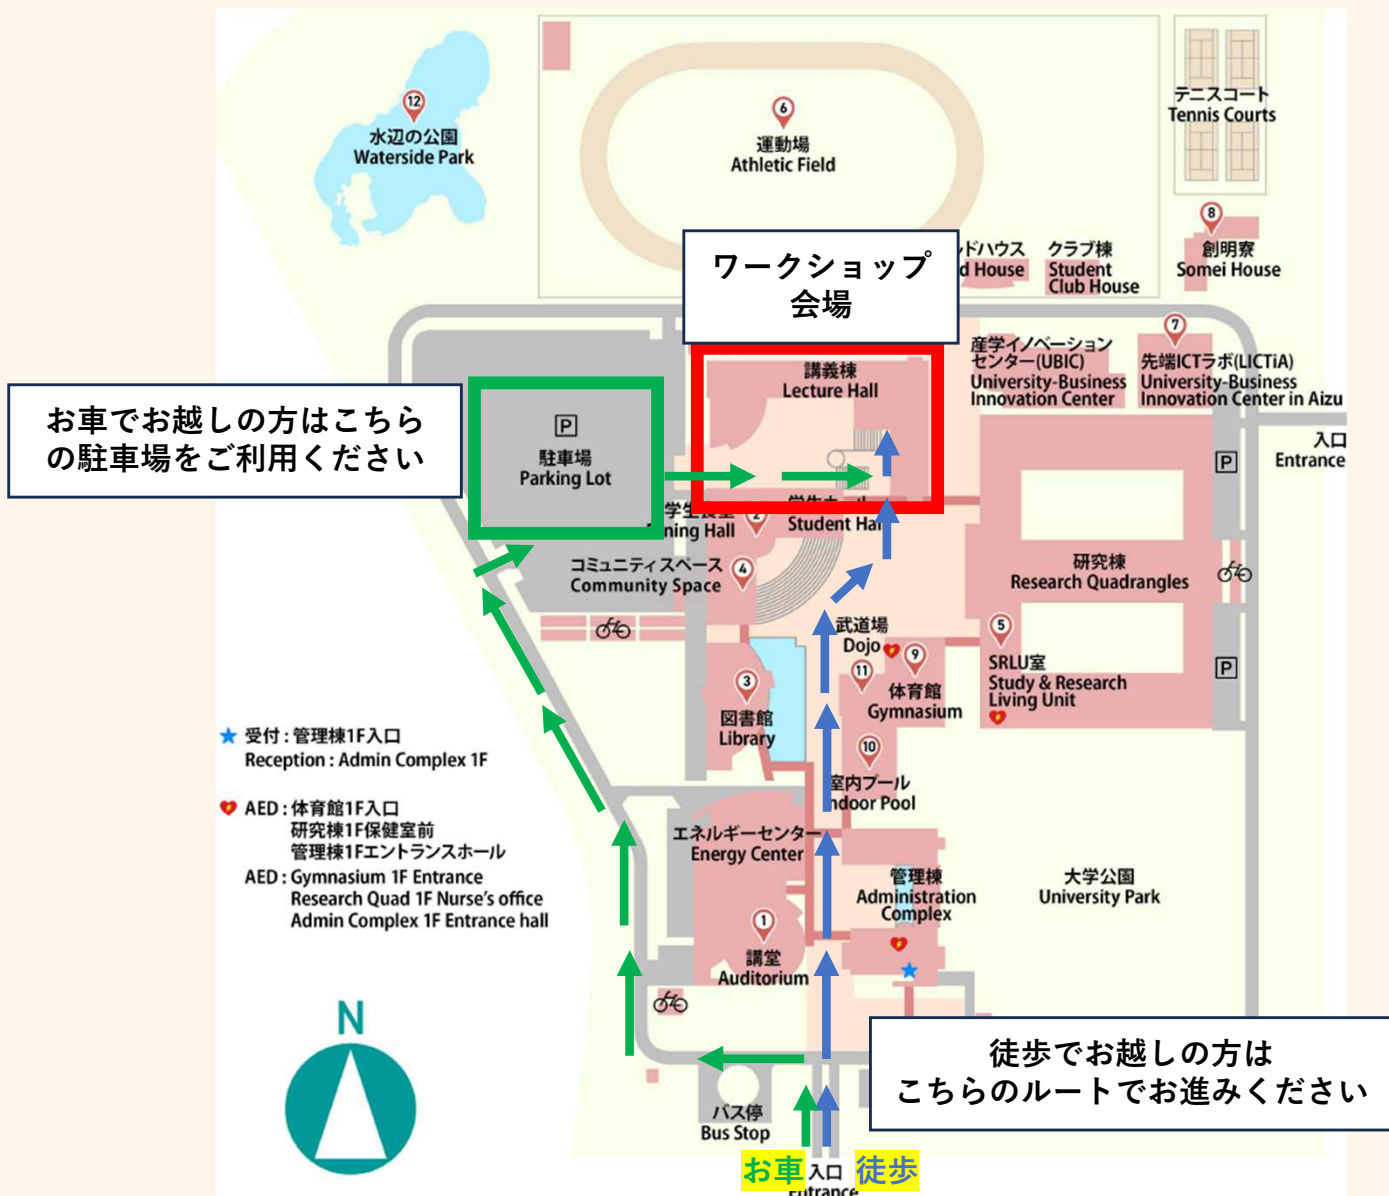 12
水辺の公園
Waterside Park
6
運動場
Athletic Field
テニスコート
Tennis Courts
8
創明寮
Somei House
ワークショップ
会場
ドハウス
d House
クラブ棟
Student
Club House
7
産学イノベーション
センター(UBIC)
University-Business
Innovation Center
先端ICTラボ(LICTiA)
University-Business
Innovation Center in Aizu
入口
Entrance
講義棟
Lecture Hall
お車でお越しの方はこちら
の駐車場をご利用ください
P
駐車場
Parking Lot
P
2
ning Hall
Student Hall
コミュニティスペース
Community Space
4
研究棟
Research Quadrangles
武道場
Dojo
9
11
体育館
Gymnasium
5
SRLU室
Study & Research
Living Unit
P
3
図書館
Library
10
室内プール
ndoor Pool
受付:管理棟1F入口
Reception : Admin Complex 1F
AED : 体育館1F入口
研究棟1F保健室前
管理棟1Fエントランスホール
AED : Gymnasium 1F Entrance
Research Quad 1F Nurse's office
Admin Complex 1F Entrance hall
エネルギーセンター
Energy Center
管理棟
Administration
Complex
大学公園
University Park
1
講堂
Auditorium
N
徒歩でお越しの方は
こちらのルートでお進みください
バス停
Bus Stop
お車
入口
徒歩
Entrance